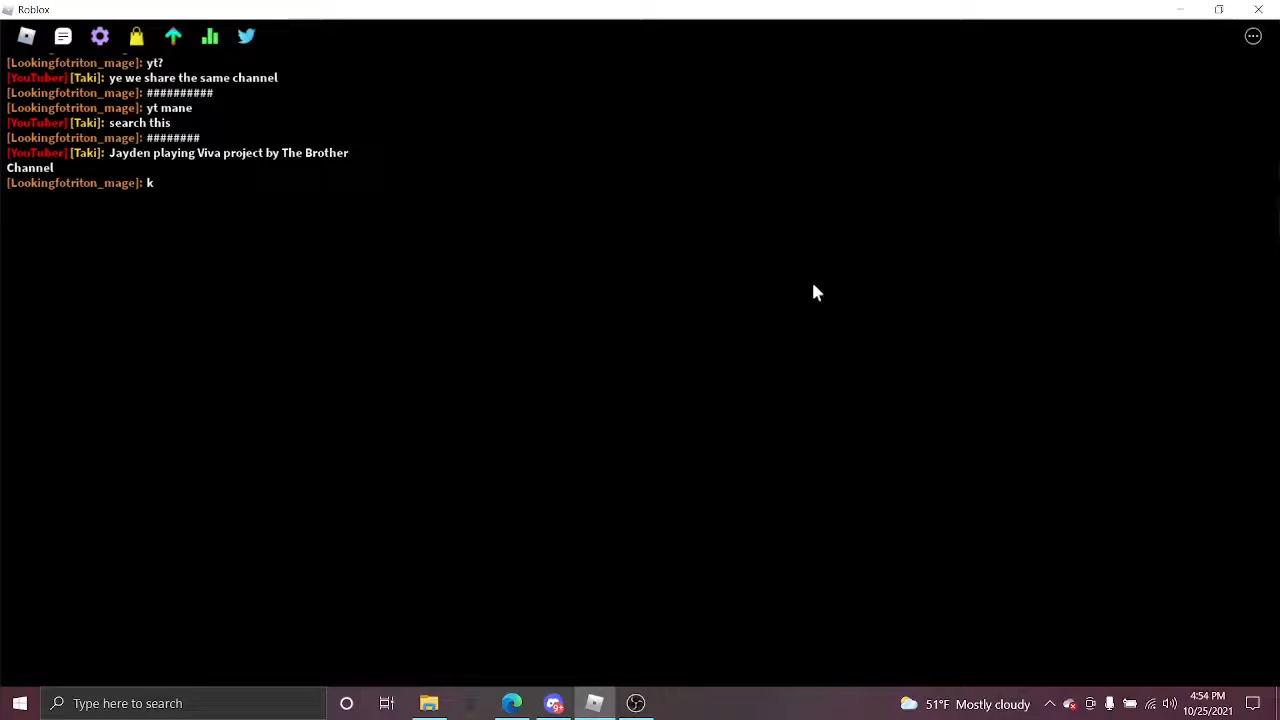 Roblox
[Lookingfotriton_mage]: yt?
[YouTuber] [Taki]: ye we share the same channel
[Lookingfotriton_mage]: ##########
[Lookingfotriton_mage]: yt mane
[YouTuber] [Taki]: search this
[Lookingfotriton_mage]: ########
[YouTuber] [Taki]: Jayden playing Viva project by The Brother
Channel
[Lookingfotriton_mage]: k
Type here to search
9+
51°F Mostly cloudy
4:54 PM
10/25/2021